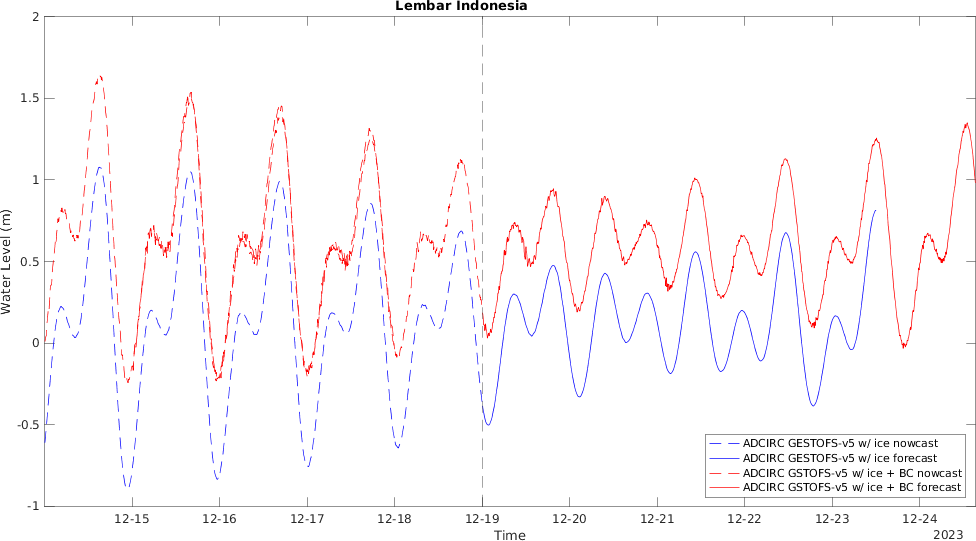 Lembar Indonesia
2
1.5
1
0.5
0
-0.5
-1
Water Level (m)
12-15
12-16
12-17
12-18
12-19
12-20
12-21
12-22
12-23
12-24
Time
2023
ADCIRC GESTOFS-v5 w/ ice nowcast
ADCIRC GESTOFS-v5 w/ ice forecast
ADCIRC GSTOFS-v5 w/ ice + BC nowcast
ADCIRC GSTOFS-v5 w/ ice + BC forecast